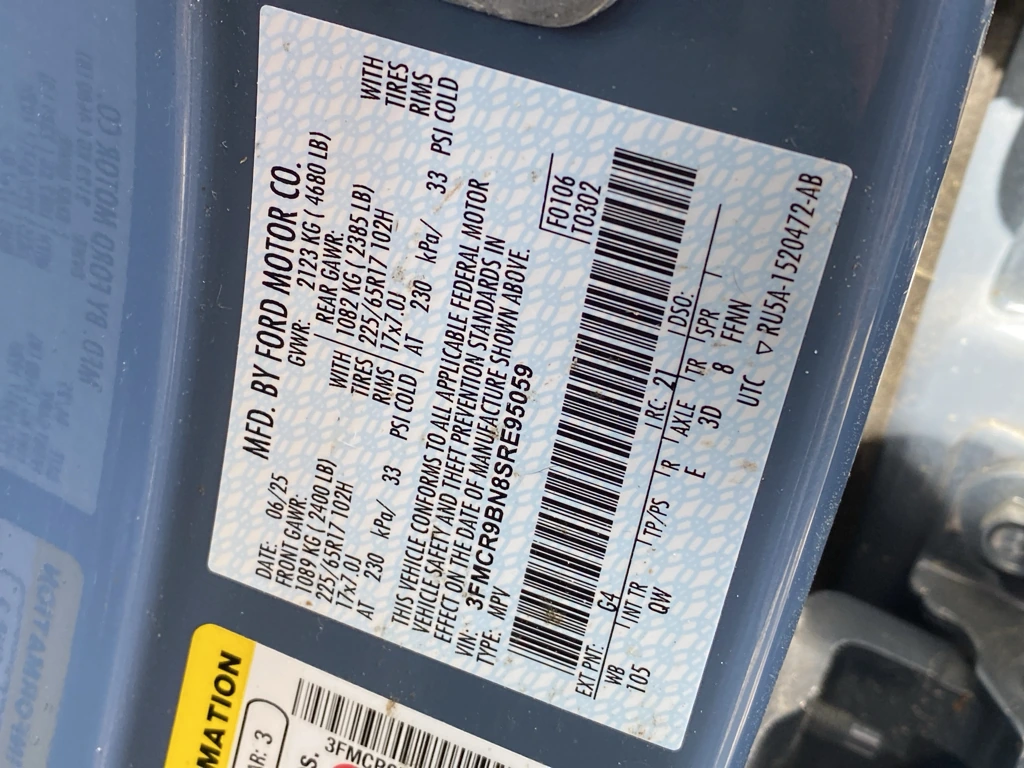 MFD. BY FORD MOTOR CO.
DATE: 06/25 GVWR: 2123 KG ( 4680 LB)
FRONT GAWR: REAR GAWR:
1089 KG ( 2400 LB) WITH 1082 KG ( 2385 LB) WITH
225/65R17 102H TIRES 225/65R17 102H TIRES
17x7.0J RIMS 17x7.0J RIMS
AT 230 kPa/ 33 PSI COLD AT 230 kPa/ 33 PSI COLD
THIS VEHICLE CONFORMS TO ALL APPLICABLE FEDERAL MOTOR
VEHICLE SAFETY AND THEFT PREVENTION STANDARDS IN
EFFECT ON THE DATE OF MANUFACTURE SHOWN ABOVE.
VIN: 3FMCR9BN8SRE95059 F0106
TYPE: MPV T0302
EXT PNT: G4 RC: 21 DSO:
WB INT TR TP/PS R AXLE TR SPR
105 QW E 3D 8 FFNN
UTC ▽ RU5A-1520472-AB
MATION
AR: 3